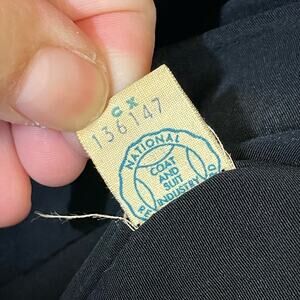 CX
136147
NATIONAL
COAT
AND
SUIT
INDUSTRY